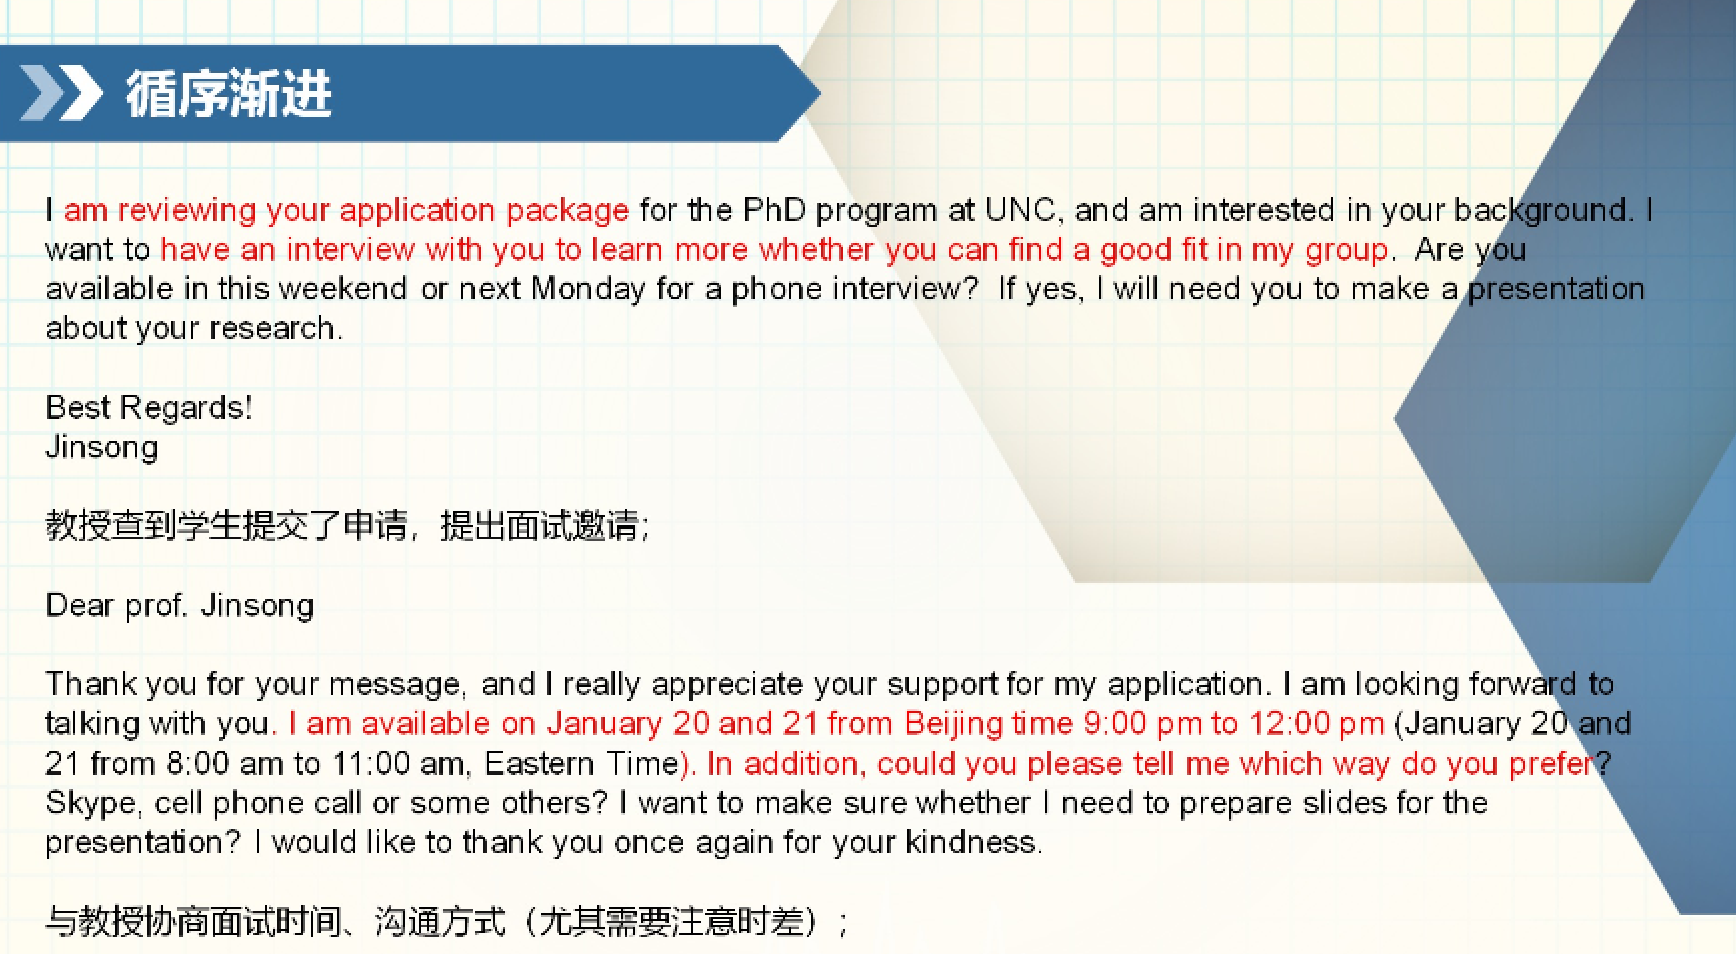 循序渐进
I am reviewing your application package for the PhD program at UNC, and am interested in your background. I
want to have an interview with you to learn more whether you can find a good fit in my group.  Are you
available in this weekend or next Monday for a phone interview?  If yes, I will need you to make a presentation
about your research.
Best Regards!
Jinsong
教授查到学生提交了申请，提出面试邀请；
Dear prof. Jinsong
Thank you for your message, and I really appreciate your support for my application. I am looking forward to
talking with you. I am available on January 20 and 21 from Beijing time 9:00 pm to 12:00 pm (January 20 and
21 from 8:00 am to 11:00 am, Eastern Time). In addition, could you please tell me which way do you prefer?
Skype, cell phone call or some others? I want to make sure whether I need to prepare slides for the
presentation? I would like to thank you once again for your kindness.
与教授协商面试时间、沟通方式（尤其需要注意时差）；